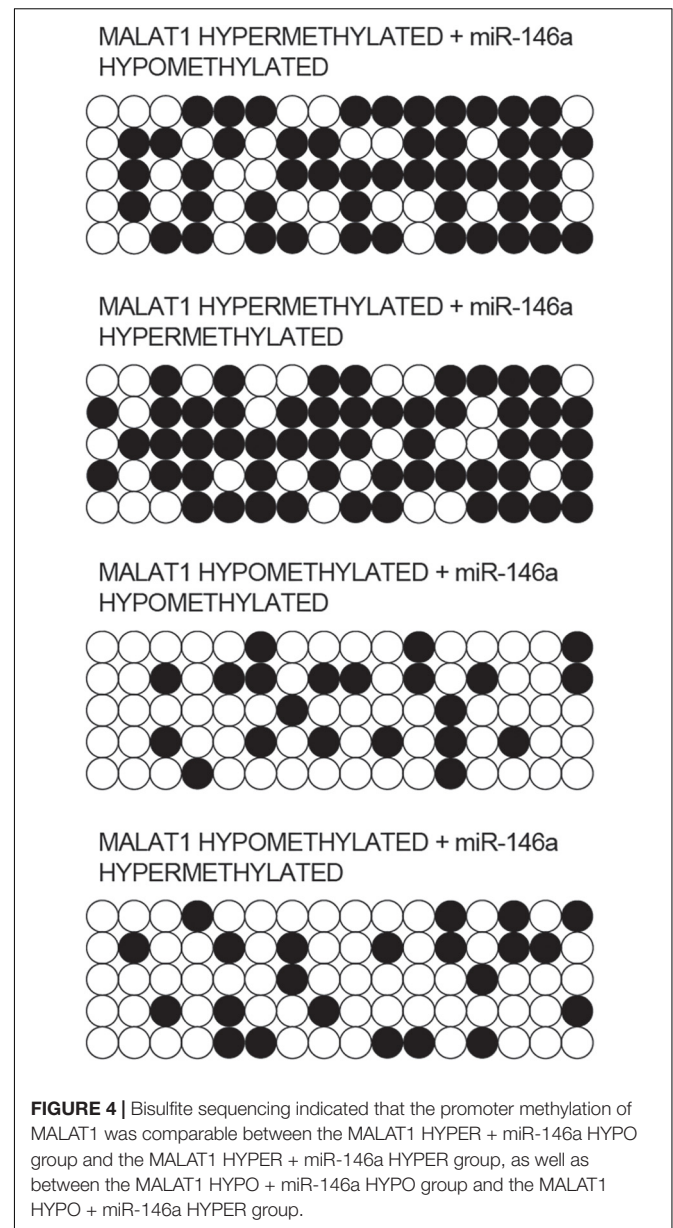 MALAT1 HYPERMETHYLATED + miR-146a
HYPOMETHYLATED
MALAT1 HYPERMETHYLATED + miR-146a
HYPERMETHYLATED
MALAT1 HYPOMETHYLATED + miR-146a
HYPOMETHYLATED
MALAT1 HYPOMETHYLATED + miR-146a
HYPERMETHYLATED
FIGURE 4 | Bisulfite sequencing indicated that the promoter methylation of
MALAT1 was comparable between the MALAT1 HYPER + miR-146a HYPO
group and the MALAT1 HYPER + miR-146a HYPER group, as well as
between the MALAT1 HYPO + miR-146a HYPO group and the MALAT1
HYPO + miR-146a HYPER group.